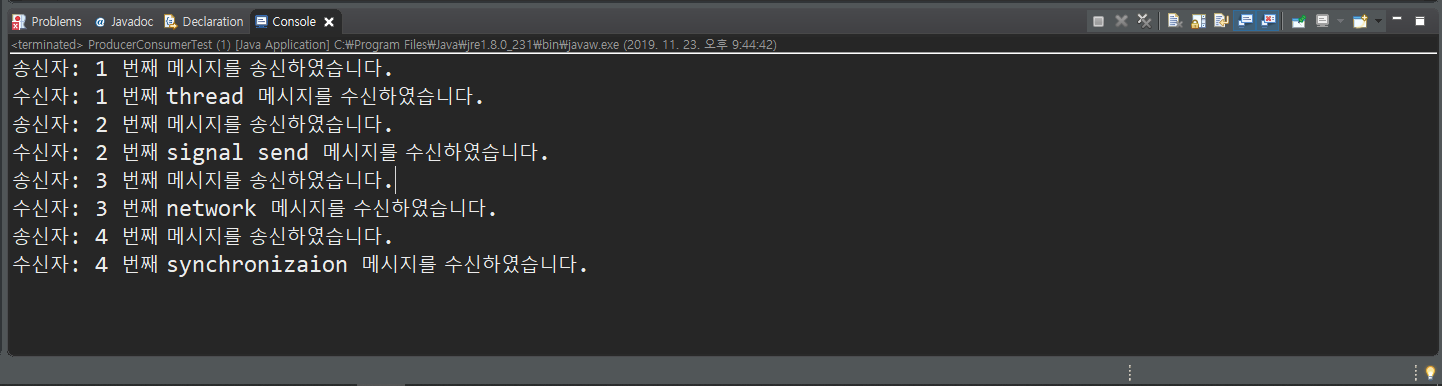 Problems Javadoc Declaration Console
<terminated> ProducerConsumerTest (1) [Java Application] C:₩Program Files₩Java₩jre1.8.0_231₩bin₩javaw.exe (2019. 11. 23. 오후 9:44:42)
송신자: 1 번째 메시지를 송신하였습니다.
수신자: 1 번째 thread 메시지를 수신하였습니다.
송신자: 2 번째 메시지를 송신하였습니다.
수신자: 2 번째 signal send 메시지를 수신하였습니다.
송신자: 3 번째 메시지를 송신하였습니다.
수신자: 3 번째 network 메시지를 수신하였습니다.
송신자: 4 번째 메시지를 송신하였습니다.
수신자: 4 번째 synchronizaion 메시지를 수신하였습니다.